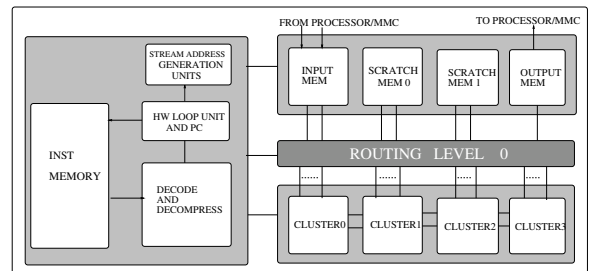 FROM PROCESSOR/MMC
TO PROCESSOR/MMC
STREAM ADDRESS
GENERATION
UNITS
INPUT
MEM
SCRATCH
MEM 0
SCRATCH
MEM 1
OUTPUT
MEM
HW LOOP UNIT
AND PC
INST
MEMORY
ROUTING LEVEL 0
DECODE
AND
DECOMPRESS
......
......
.....
.....
CLUSTER0
CLUSTER1
CLUSTER2
CLUSTER3